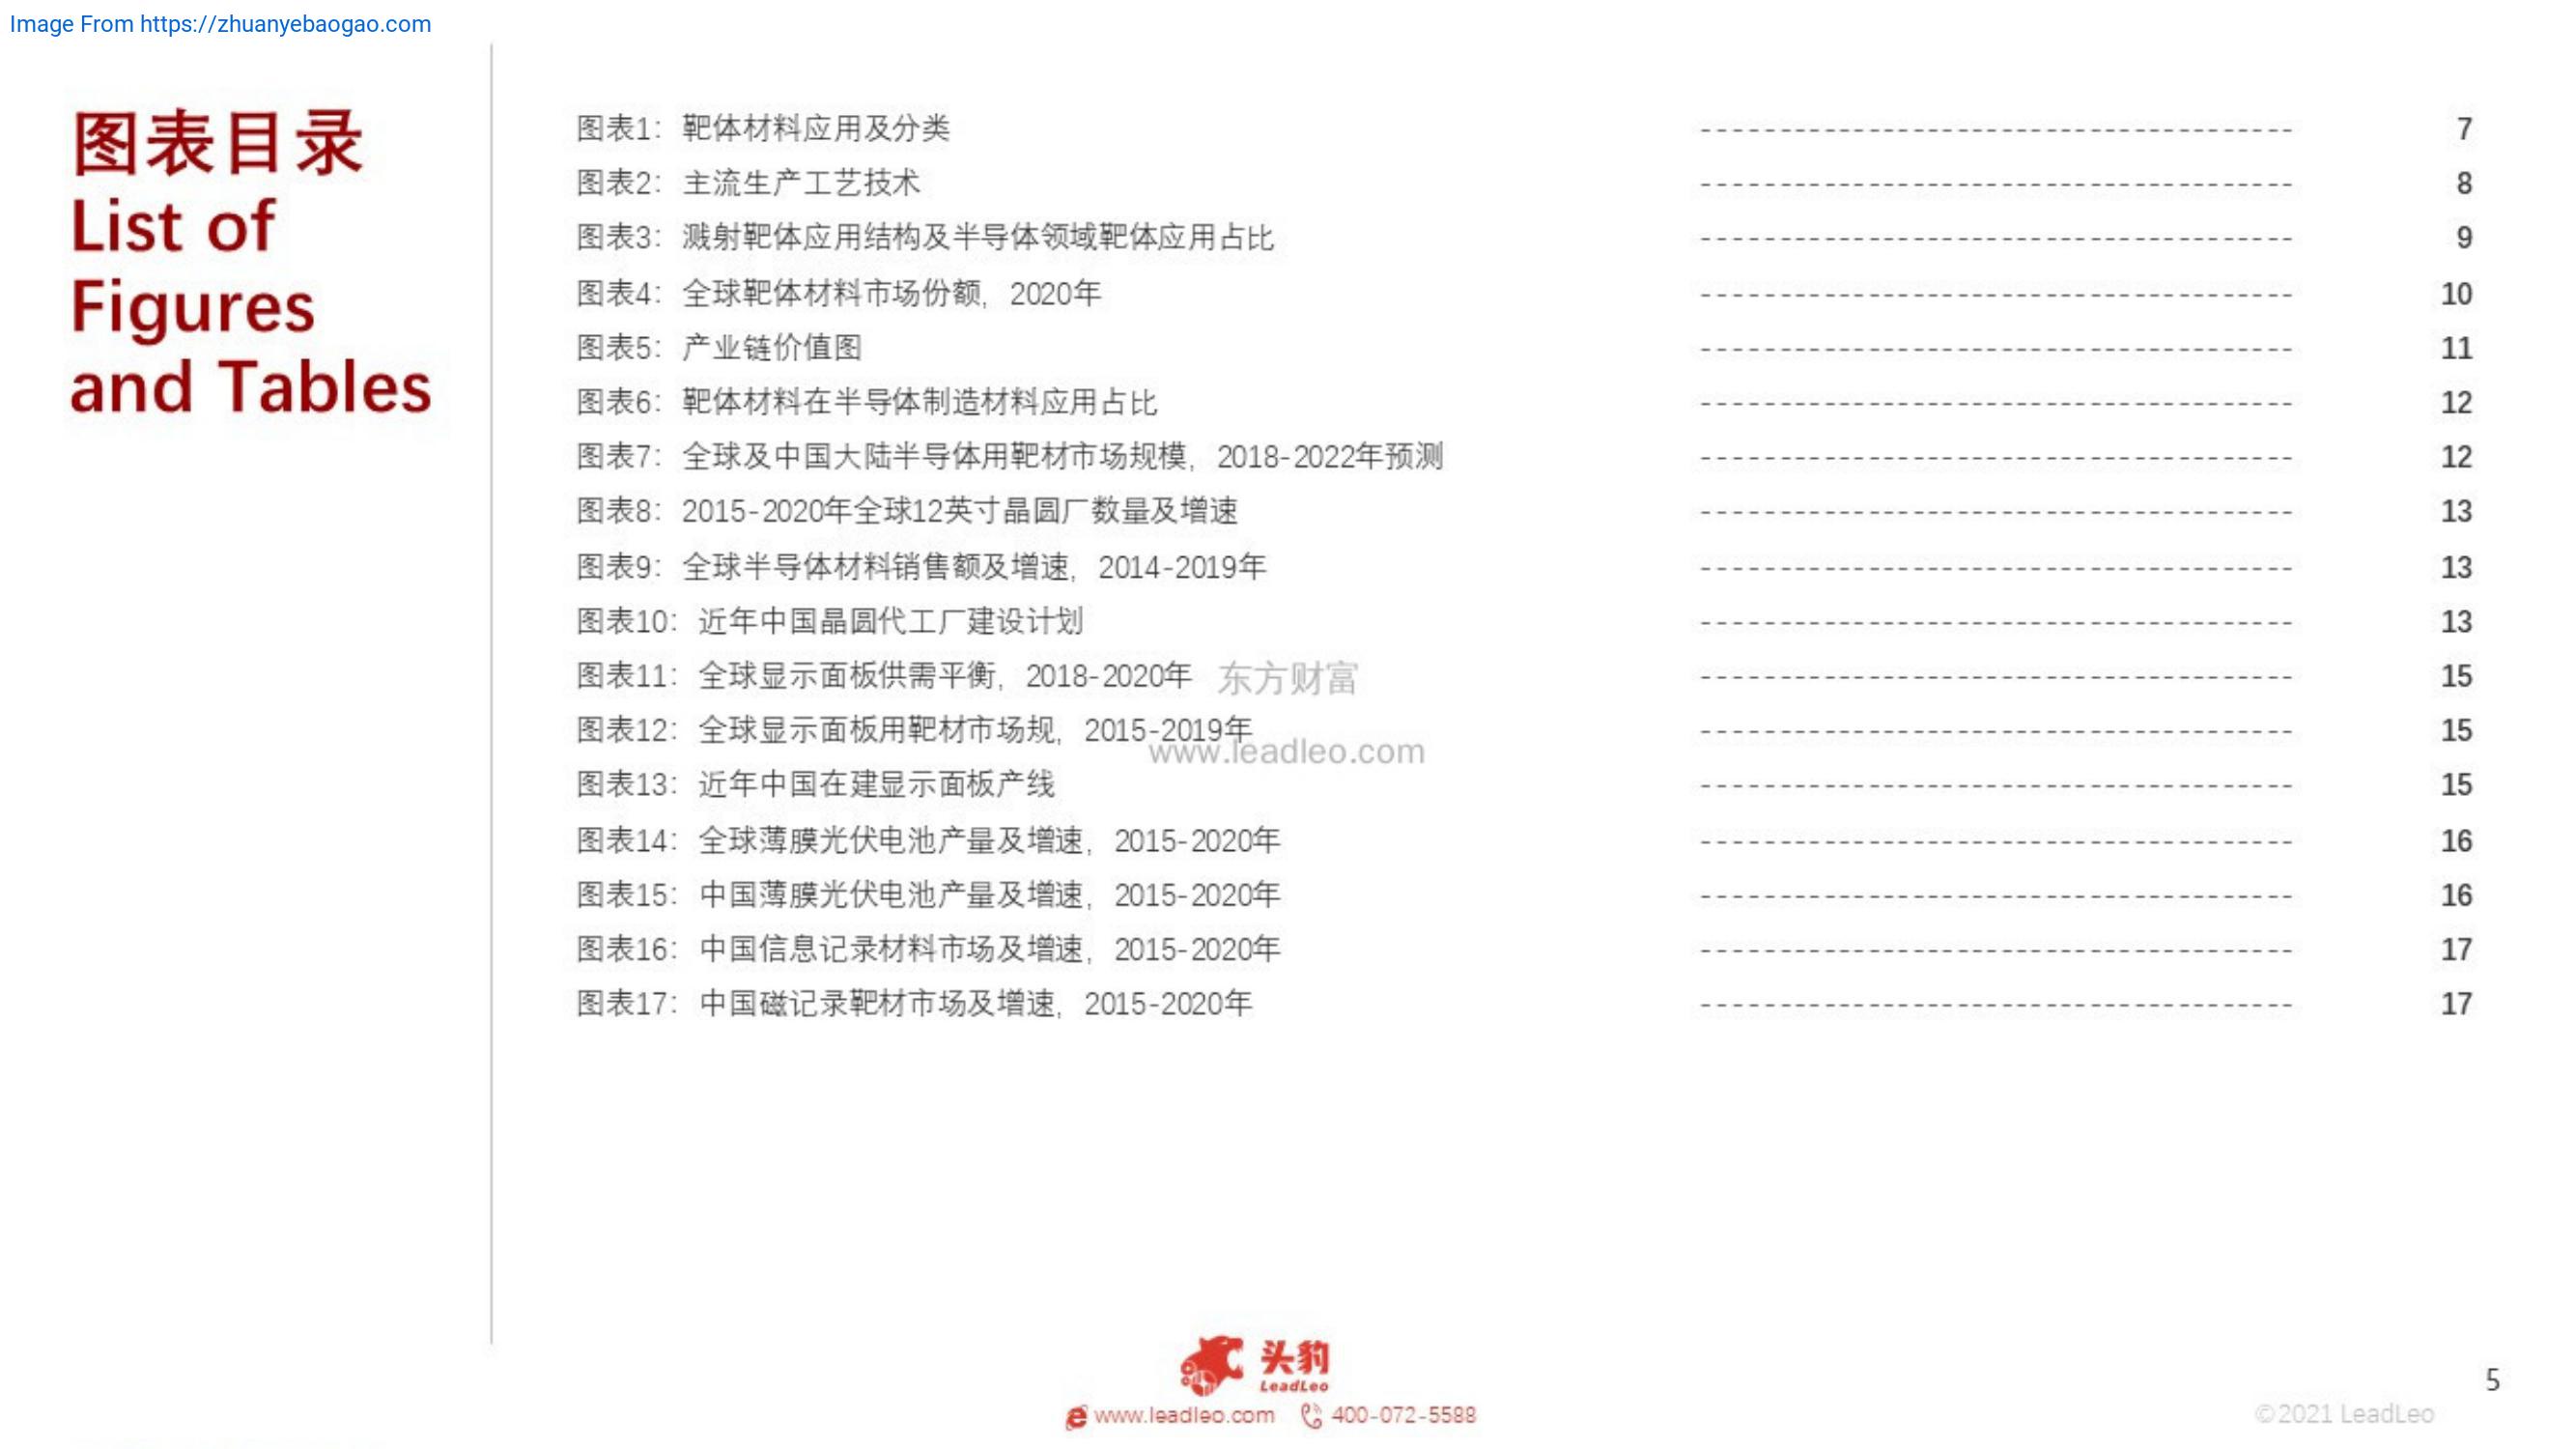 Image From https://zhuanyebaogao.com
图表目录
List of
Figures
and Tables
图表1：靶体材料应用及分类 ------------------------------------- 7
图表2：主流生产工艺技术 ------------------------------------- 8
图表3：溅射靶体应用结构及半导体领域靶体应用占比 ------------------------------------- 9
图表4：全球靶体材料市场份额，2020年 ------------------------------------- 10
图表5：产业链价值图 ------------------------------------- 11
图表6：靶体材料在半导体制造材料应用占比 ------------------------------------- 12
图表7：全球及中国大陆半导体用靶材市场规模，2018-2022年预测 ------------------------------------- 12
图表8：2015-2020年全球12英寸晶圆厂数量及增速 ------------------------------------- 13
图表9：全球半导体材料销售额及增速，2014-2019年 ------------------------------------- 13
图表10：近年中国晶圆代工厂建设计划 ------------------------------------- 13
图表11：全球显示面板供需平衡，2018-2020年 ------------------------------------- 15
东方财富
图表12：全球显示面板用靶材市场规，2015-2019年 ------------------------------------- 15
www.leadleo.com
图表13：近年中国在建显示面板产线 ------------------------------------- 15
图表14：全球薄膜光伏电池产量及增速，2015-2020年 ------------------------------------- 16
图表15：中国薄膜光伏电池产量及增速，2015-2020年 ------------------------------------- 16
图表16：中国信息记录材料市场及增速，2015-2020年 ------------------------------------- 17
图表17：中国磁记录靶材市场及增速，2015-2020年 ------------------------------------- 17
头豹
LeadLeo
www.leadleo.com 400-072-5588
5
©2021 LeadLeo